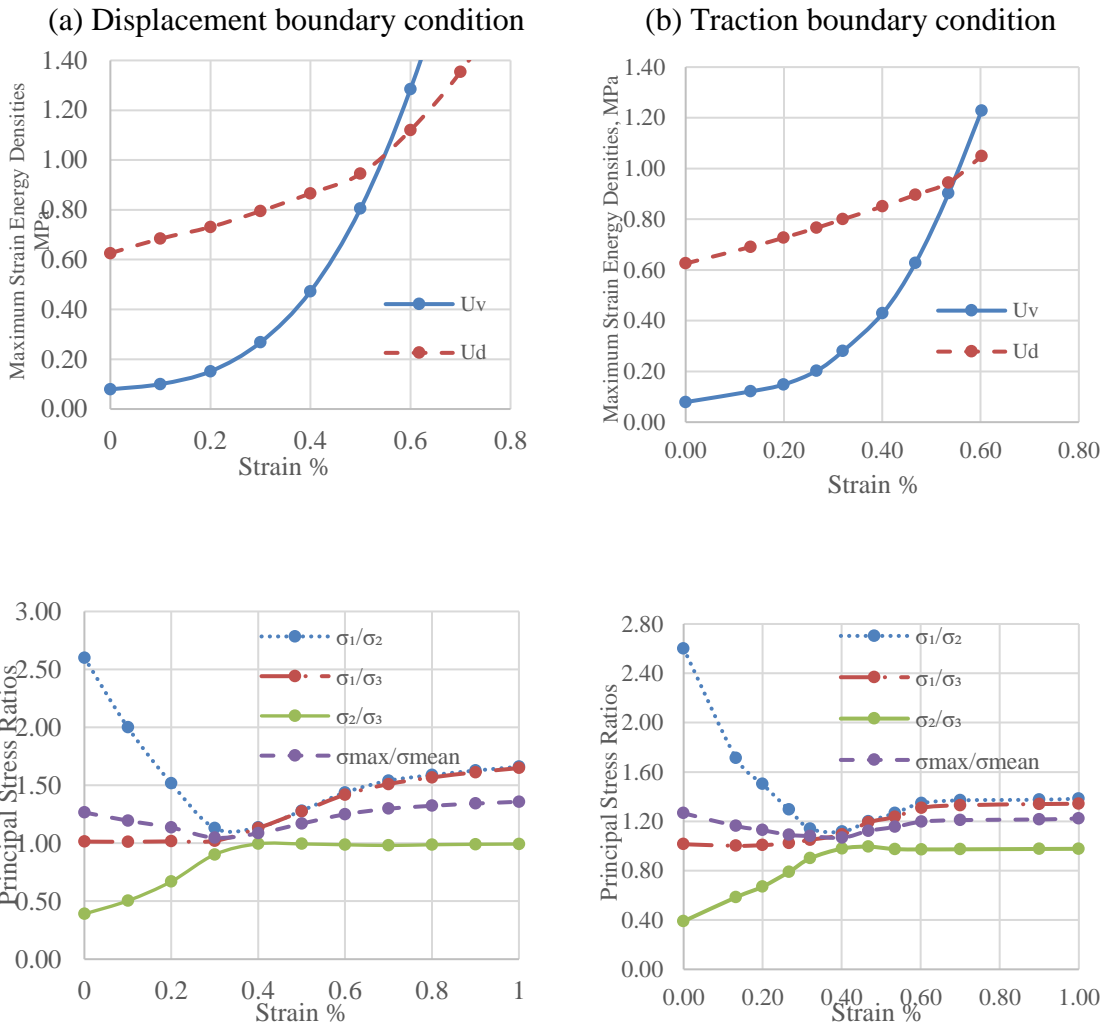 (a) Displacement boundary condition
(b) Traction boundary condition
Maximum Strain Energy Densities
MPa
1.40
1.20
1.00
0.80
0.60
0.40
0.20
0.00
0
0.2
0.4
0.6
0.8
Strain %
Uv
Ud
Maximum Strain Energy Densities, MPa
1.40
1.20
1.00
0.80
0.60
0.40
0.20
0.00
0.00
0.20
0.40
0.60
0.80
Strain %
Uv
Ud
Principal Stress Ratios
3.00
2.50
2.00
1.50
1.00
0.50
0.00
0
0.2
0.4
0.6
0.8
1
Strain %
σ₁/σ₂
σ₁/σ₃
σ₂/σ₃
σmax/σmean
Principal Stress Ratios
2.80
2.40
2.00
1.60
1.20
0.80
0.40
0.00
0.00
0.20
0.40
0.60
0.80
1.00
Strain %
σ₁/σ₂
σ₁/σ₃
σ₂/σ₃
σmax/σmean